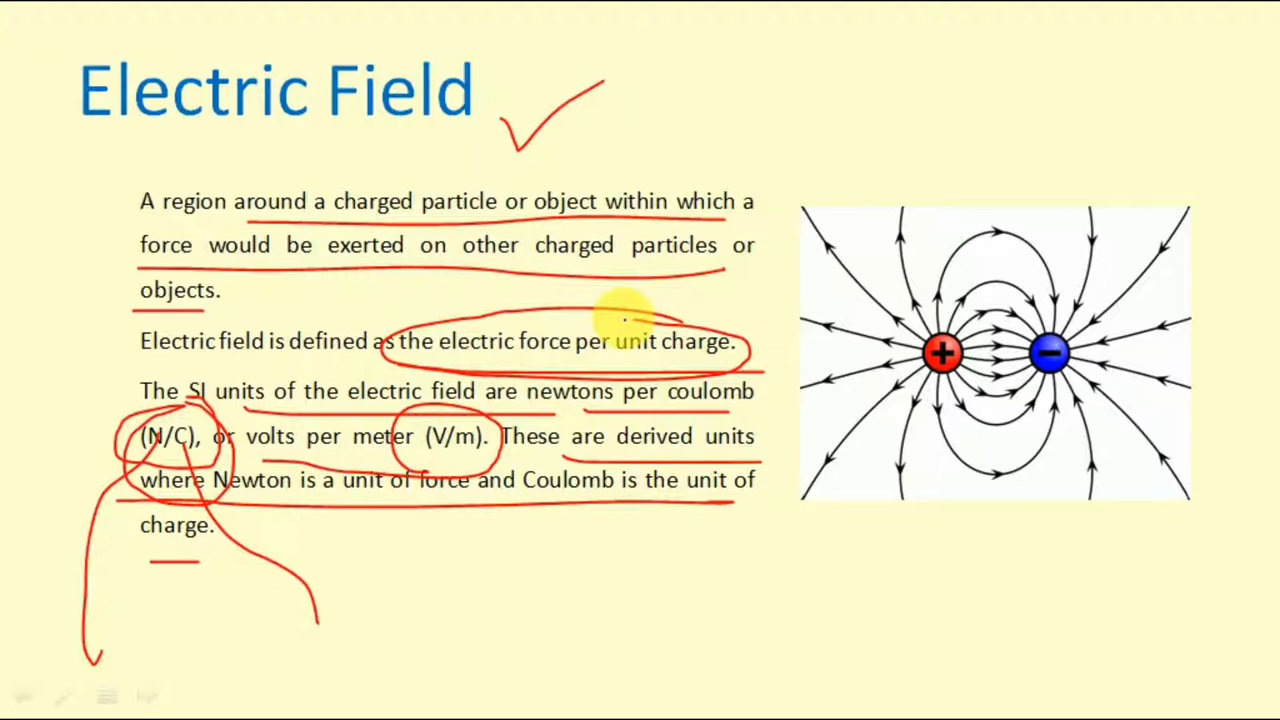 Electric Field
A region around a charged particle or object within which a
force would be exerted on other charged particles or
objects.
Electric field is defined as the electric force per unit charge.
The SI units of the electric field are newtons per coulomb
(N/C), or volts per meter (V/m). These are derived units
where Newton is a unit of force and Coulomb is the unit of
charge.
+
−